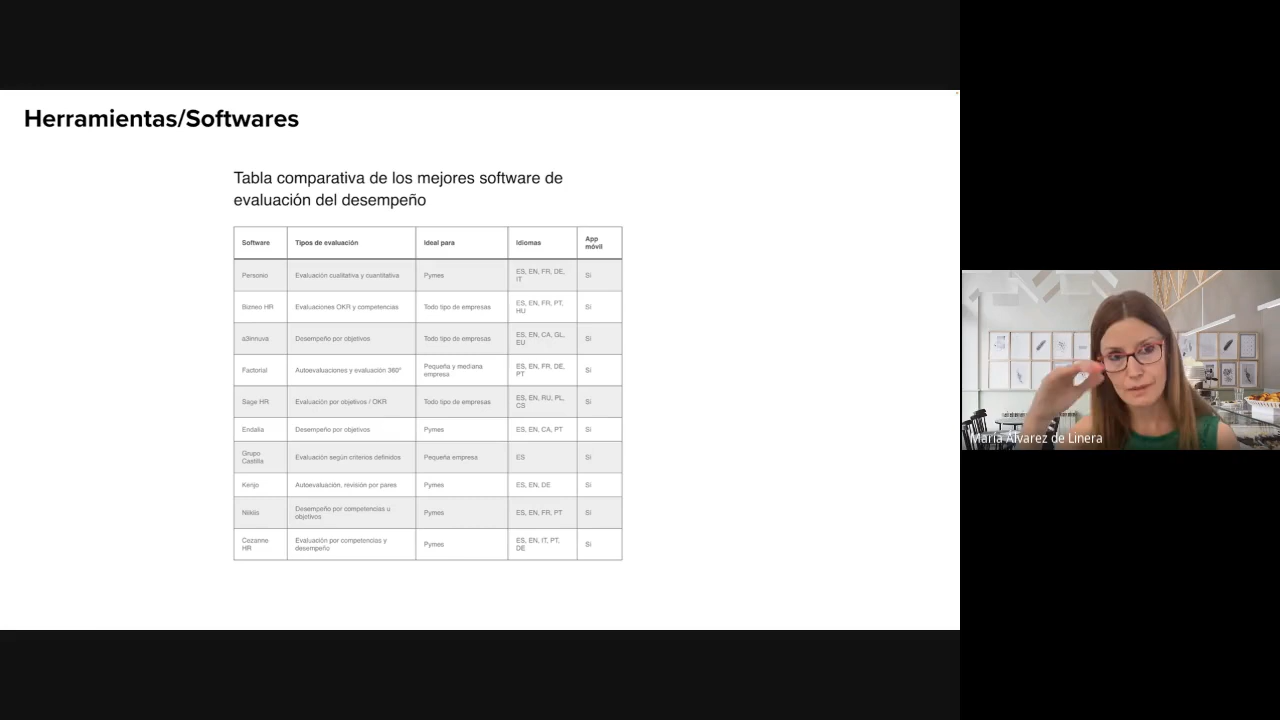 Herramientas/Softwares
Tabla comparativa de los mejores software de
evaluación del desempeño
Software Tipos de evaluación Ideal para Idiomas App
móvil
Personio Evaluación cualitativa y cuantitativa Pymes ES, EN, FR, DE,
IT Sí
Bizneo HR Evaluaciones OKR y competencias Todo tipo de empresas ES, EN, FR, PT,
HU Sí
a3innuva Desempeño por objetivos Todo tipo de empresas ES, EN, CA, GL,
EU Sí
Factorial Autoevaluaciones y evaluación 360º Pequeña y mediana
empresa ES, EN, FR, DE,
PT Sí
Sage HR Evaluación por objetivos / OKR Todo tipo de empresas ES, EN, RU, PL,
CS Sí
Endalia Desempeño por objetivos Pymes ES, EN, CA, PT Sí
Grupo
Castilla Evaluación según criterios definidos Pequeña empresa ES Sí
Kenjo Autoevaluación, revisión por pares Pymes ES, EN, DE Sí
Niikiis Desempeño por competencias u
objetivos Pymes ES, EN, FR, PT Sí
Cezanne
HR Evaluación por competencias y
desempeño Pymes ES, EN, IT, PT,
DE Sí
María Álvarez de Linera